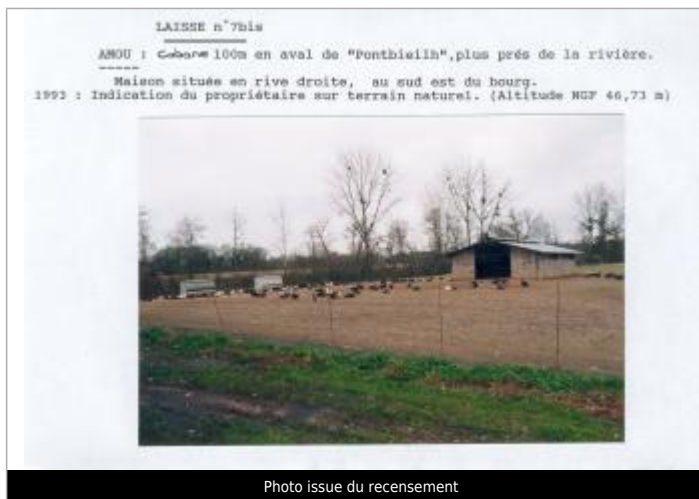 LAISSE n°7bis
AMOU : Cabane 100m en aval de "Pontbieilh",plus prés de la rivière.
Maison située en rive droite, au sud est du bourg.
1993 : Indication du propriétaire sur terrain naturel. (Altitude NGF 46,73 m)
Photo issue du recensement